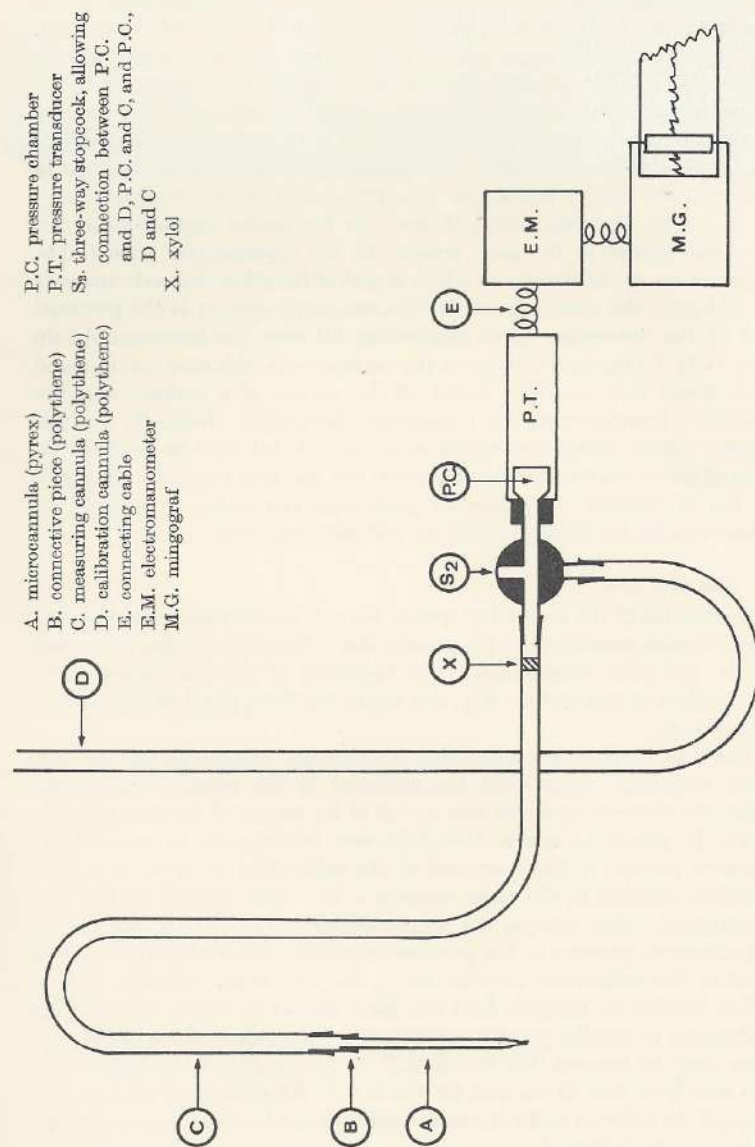 A. microcannula (pyrex)
B. connective piece (polythene)
C. measuring cannula (polythene)
D. calibration cannula (polythene)
E. connecting cable
E.M. electromanometer
M.G. mingograf
P.C. pressure chamber
P.T. pressure transducer
S2. three-way stopcock, allowing
connection between P.C.
and D, P.C. and C, and P.C.,
D and C
X. xylol
D
C
B
A
X
S2
P.C.
E
P.T.
E.M.
M.G.